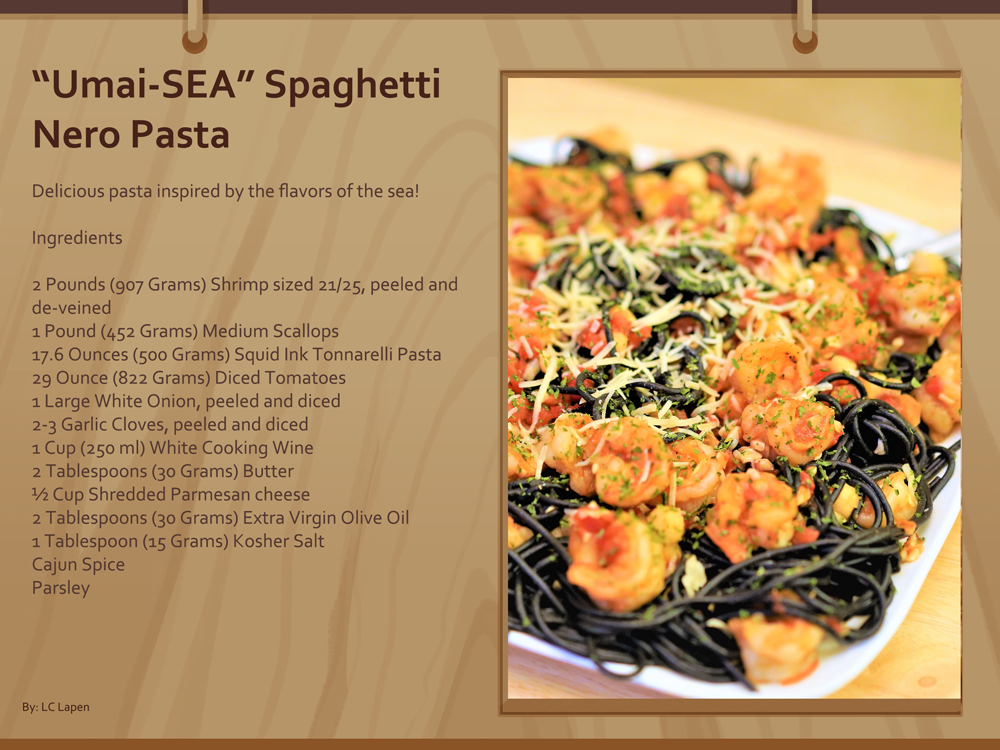 “Umai-SEA” Spaghetti
Nero Pasta
Delicious pasta inspired by the flavors of the sea!
Ingredients
2 Pounds (907 Grams) Shrimp sized 21/25, peeled and
de-veined
1 Pound (452 Grams) Medium Scallops
17.6 Ounces (500 Grams) Squid Ink Tonnarelli Pasta
29 Ounce (822 Grams) Diced Tomatoes
1 Large White Onion, peeled and diced
2-3 Garlic Cloves, peeled and diced
1 Cup (250 ml) White Cooking Wine
2 Tablespoons (30 Grams) Butter
½ Cup Shredded Parmesan cheese
2 Tablespoons (30 Grams) Extra Virgin Olive Oil
1 Tablespoon (15 Grams) Kosher Salt
Cajun Spice
Parsley
By: LC Lapen